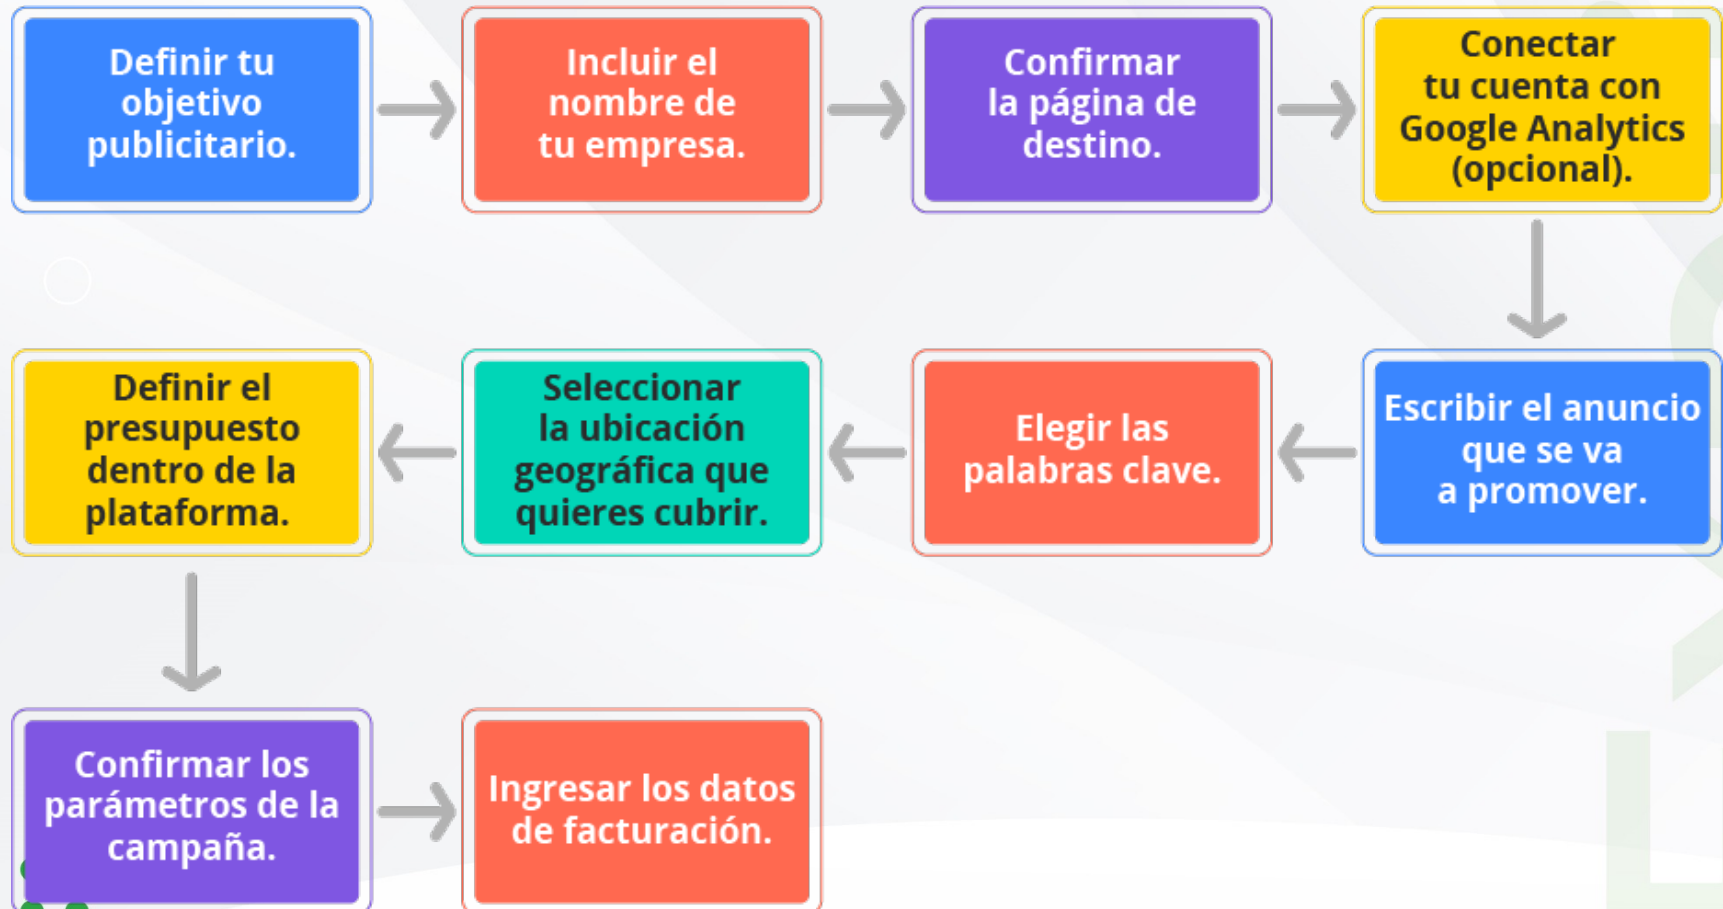 Definir tu
objetivo
publicitario.
Incluir el
nombre de
tu empresa.
Confirmar
la página de
destino.
Conectar
tu cuenta con
Google Analytics
(opcional).
Escribir el anuncio
que se va
a promover.
Elegir las
palabras clave.
Seleccionar
la ubicación
geográfica que
quieres cubrir.
Definir el
presupuesto
dentro de la
plataforma.
Confirmar los
parámetros de la
campaña.
Ingresar los datos
de facturación.